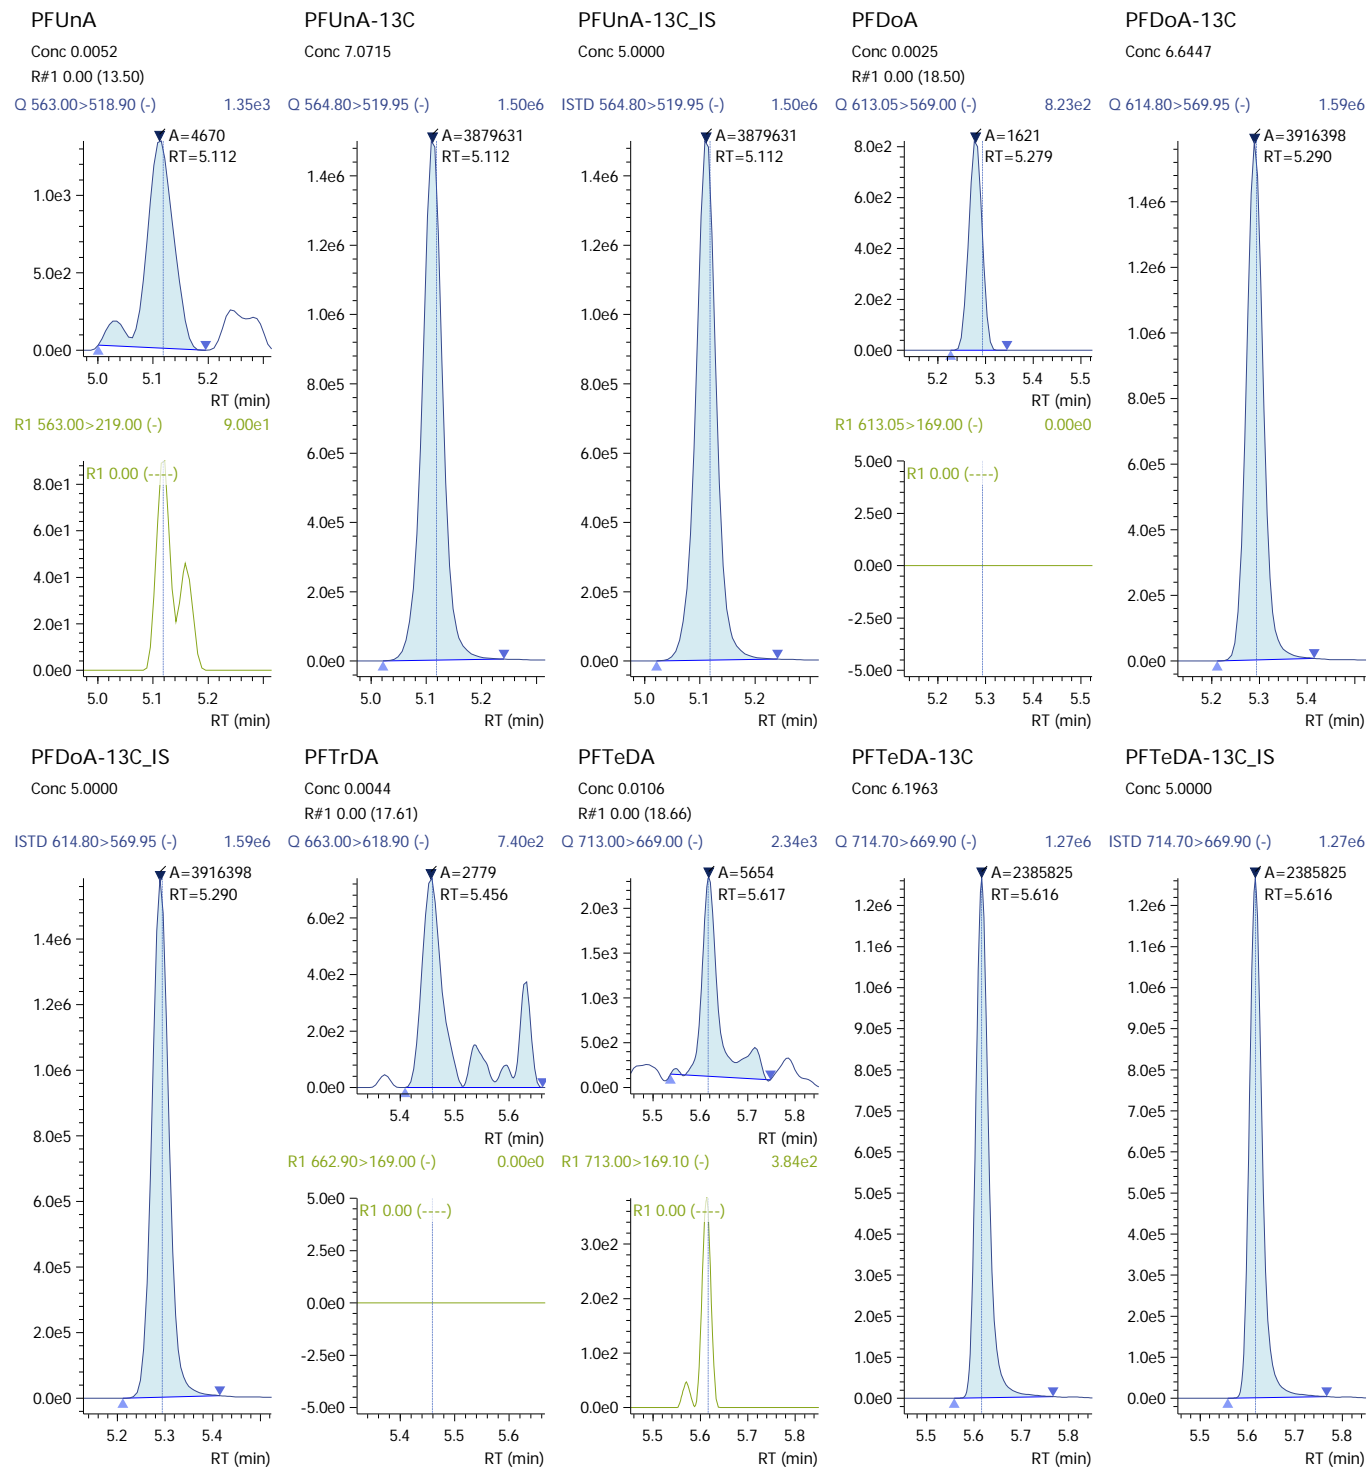 PFUnA
Conc 0.0052
R#1 0.00 (13.50)
Q 563.00>518.90 (-) 1.35e3
A=4670
RT=5.112
1.0e3
5.0e2
0.0e0
5.0 5.1 5.2
RT (min)
R1 563.00>219.00 (-) 9.00e1
R1 0.00 (----)
8.0e1
6.0e1
4.0e1
2.0e1
0.0e0
5.0 5.1 5.2
RT (min)
PFUnA-13C
Conc 7.0715
Q 564.80>519.95 (-) 1.50e6
A=3879631
RT=5.112
1.4e6
1.2e6
1.0e6
8.0e5
6.0e5
4.0e5
2.0e5
0.0e0
5.0 5.1 5.2
RT (min)
PFUnA-13C_IS
Conc 5.0000
ISTD 564.80>519.95 (-) 1.50e6
A=3879631
RT=5.112
1.4e6
1.2e6
1.0e6
8.0e5
6.0e5
4.0e5
2.0e5
0.0e0
5.0 5.1 5.2
RT (min)
PFDoA
Conc 0.0025
R#1 0.00 (18.50)
Q 613.05>569.00 (-) 8.23e2
A=1621
RT=5.279
8.0e2
6.0e2
4.0e2
2.0e2
0.0e0
5.2 5.3 5.4 5.5
RT (min)
R1 613.05>169.00 (-) 0.00e0
R1 0.00 (----)
5.0e0
2.5e0
0.0e0
-2.5e0
-5.0e0
5.2 5.3 5.4 5.5
RT (min)
PFDoA-13C
Conc 6.6447
Q 614.80>569.95 (-) 1.59e6
A=3916398
RT=5.290
1.4e6
1.2e6
1.0e6
8.0e5
6.0e5
4.0e5
2.0e5
0.0e0
5.2 5.3 5.4
RT (min)
PFDoA-13C_IS
Conc 5.0000
ISTD 614.80>569.95 (-) 1.59e6
A=3916398
RT=5.290
1.4e6
1.2e6
1.0e6
8.0e5
6.0e5
4.0e5
2.0e5
0.0e0
5.2 5.3 5.4
RT (min)
PFTrDA
Conc 0.0044
R#1 0.00 (17.61)
Q 663.00>618.90 (-) 7.40e2
A=2779
RT=5.456
6.0e2
4.0e2
2.0e2
0.0e0
5.4 5.5 5.6
RT (min)
R1 662.90>169.00 (-) 0.00e0
R1 0.00 (----)
5.0e0
2.5e0
0.0e0
-2.5e0
-5.0e0
5.4 5.5 5.6
RT (min)
PFTeDA
Conc 0.0106
R#1 0.00 (18.66)
Q 713.00>669.00 (-) 2.34e3
A=5654
RT=5.617
2.0e3
1.5e3
1.0e3
5.0e2
0.0e0
5.5 5.6 5.7 5.8
RT (min)
R1 713.00>169.10 (-) 3.84e2
R1 0.00 (----)
3.0e2
2.0e2
1.0e2
0.0e0
5.5 5.6 5.7 5.8
RT (min)
PFTeDA-13C
Conc 6.1963
Q 714.70>669.90 (-) 1.27e6
A=2385825
RT=5.616
1.2e6
1.1e6
1.0e6
9.0e5
8.0e5
7.0e5
6.0e5
5.0e5
4.0e5
3.0e5
2.0e5
1.0e5
0.0e0
5.5 5.6 5.7 5.8
RT (min)
PFTeDA-13C_IS
Conc 5.0000
ISTD 714.70>669.90 (-) 1.27e6
A=2385825
RT=5.616
1.2e6
1.1e6
1.0e6
9.0e5
8.0e5
7.0e5
6.0e5
5.0e5
4.0e5
3.0e5
2.0e5
1.0e5
0.0e0
5.5 5.6 5.7 5.8
RT (min)